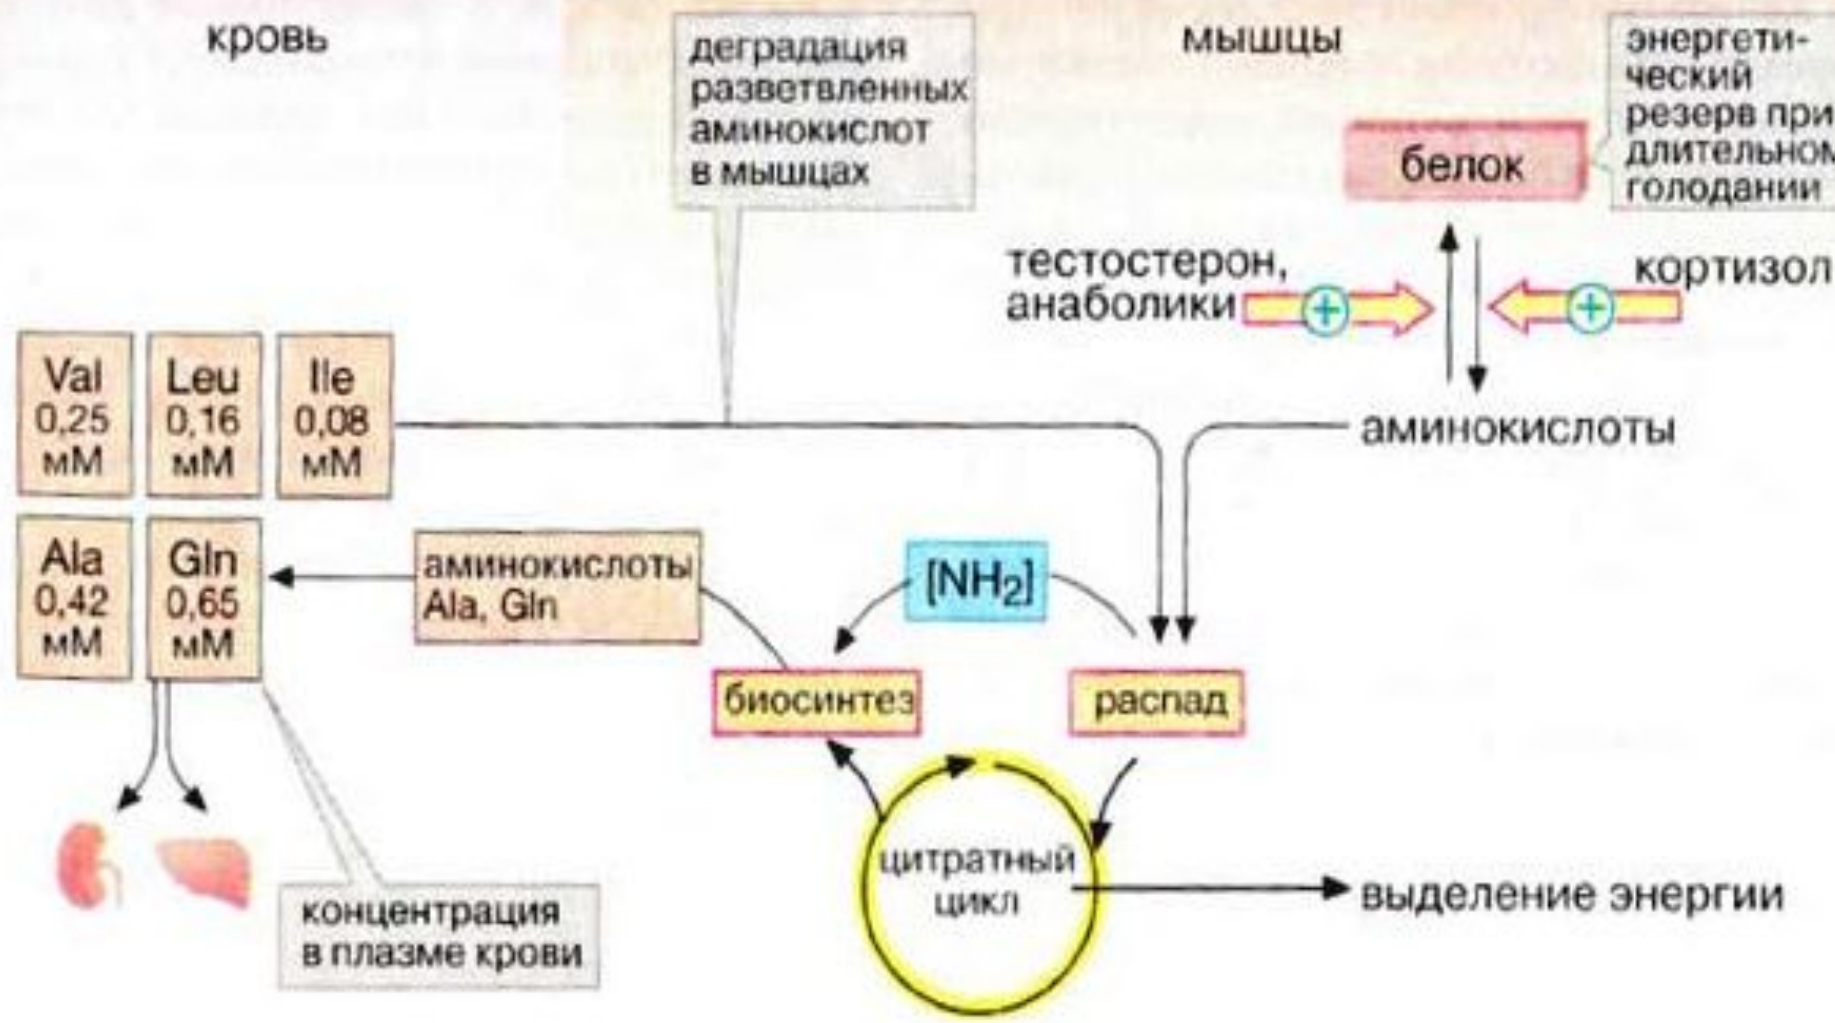 кровь
деградация
разветвленных
аминокислот
в мышцах
мышцы
белок
энергети-
ческий
резерв при
длительном
голодании
тестостерон,
анаболики
+
+
кортизол
Val
0,25
мМ
Leu
0,16
мМ
Ile
0,08
мМ
аминокислоты
Ala
0,42
мМ
Gln
0,65
мМ
аминокислоты
Ala, Gln
[NH₂]
биосинтез
распад
цитратный
цикл
выделение энергии
концентрация
в плазме крови